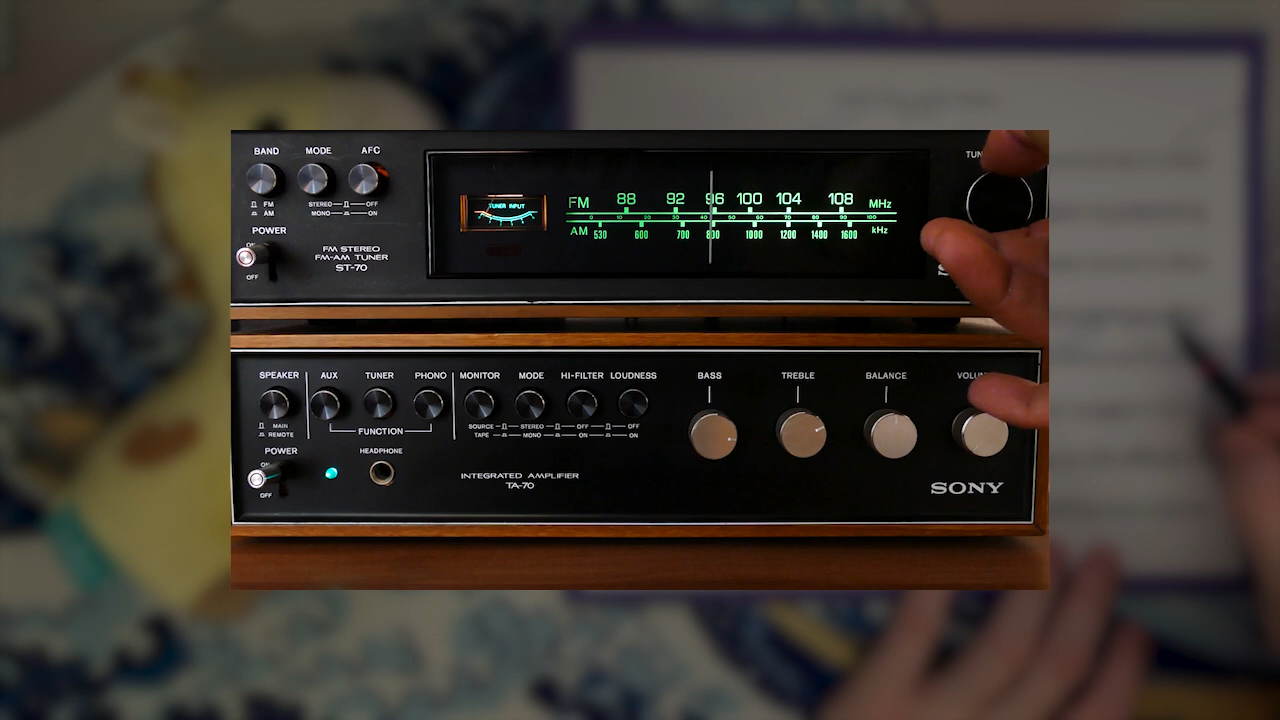 BAND MODE AFC
TUN
FM 88 92 96 100 104 108 MHz
TUNER INPUT
0 10 20 30 40 50 60 70 80 90 100
AM 530 600 700 800 1000 1200 1400 1600 kHz
STEREO OFF
MONO ON
FM
AM
POWER
ON
OFF
FM STEREO
FM-AM TUNER
ST-70
S
SPEAKER AUX TUNER PHONO MONITOR MODE HI-FILTER LOUDNESS BASS TREBLE BALANCE VOLUM
MAIN
REMOTE
FUNCTION
SOURCE STEREO OFF OFF
TAPE MONO ON ON
POWER
ON
OFF
HEADPHONE
INTEGRATED AMPLIFIER
TA-70
SONY